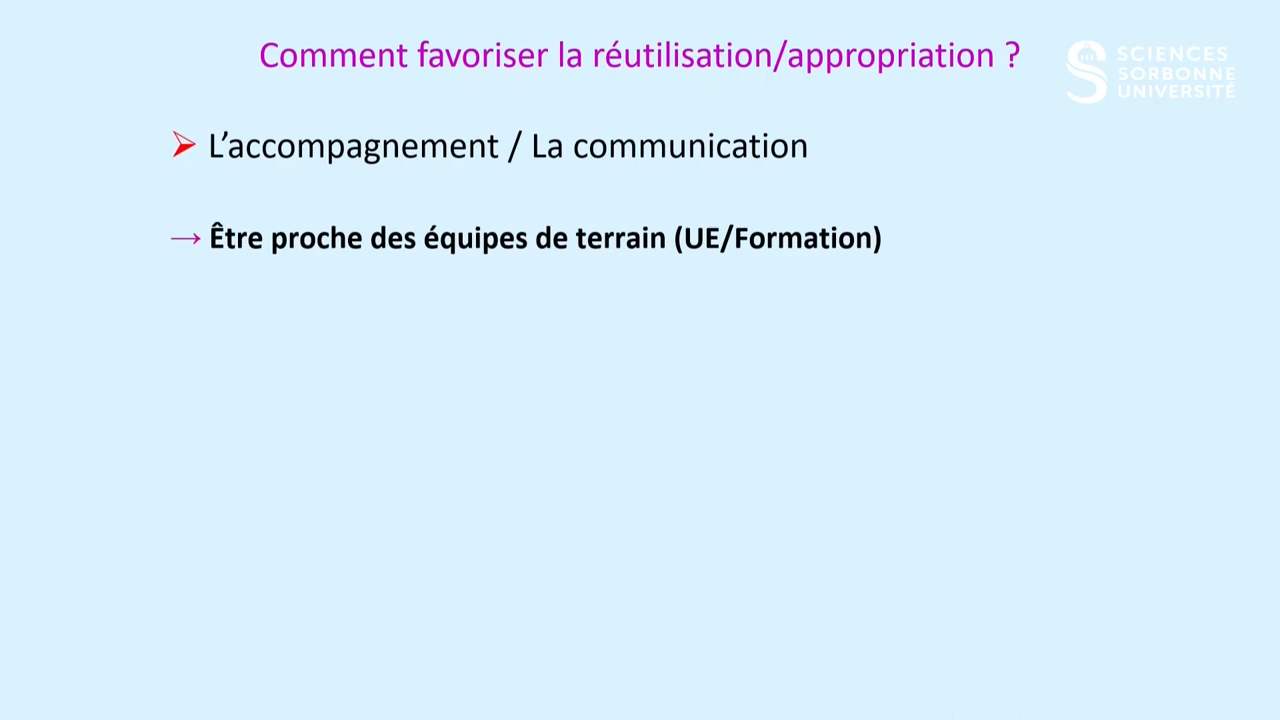 Comment favoriser la réutilisation/appropriation ?
SCIENCES
SORBONNE
UNIVERSITÉ
➢ L’accompagnement / La communication
→ Être proche des équipes de terrain (UE/Formation)